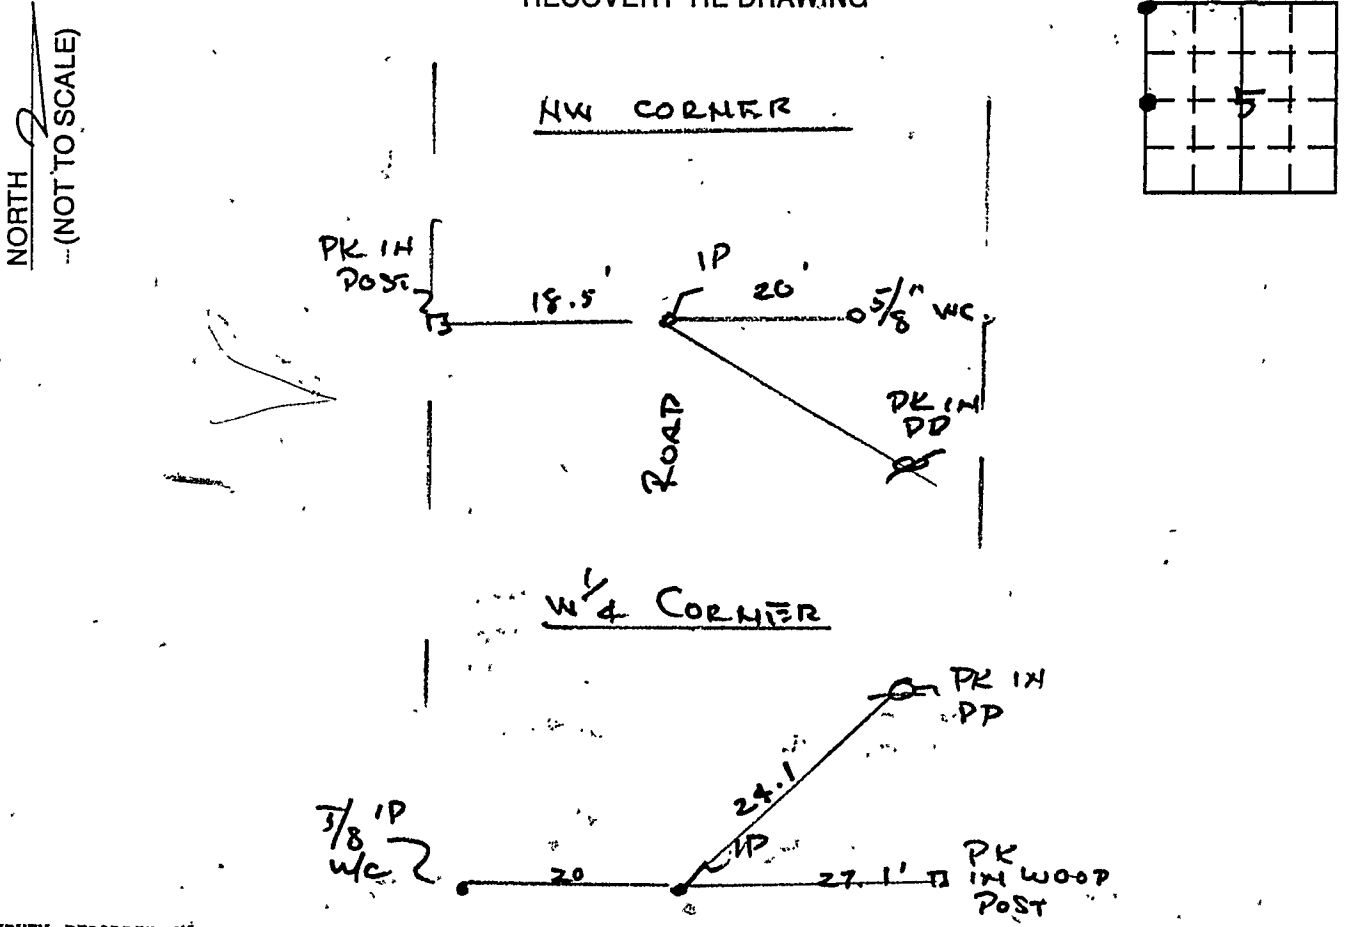 RECOVERY TIE DRAWING
NORTH
(NOT TO SCALE)
5
NW CORNER
PK IN
POST
18.5'
IP
20'
5/8" WC
PK IN
PP
ROAD
W 1/4 CORNER
PK IN
PP
24.1
5/8 IP
W/C
20
IP
27.1'
PK
IN WOOD
POST